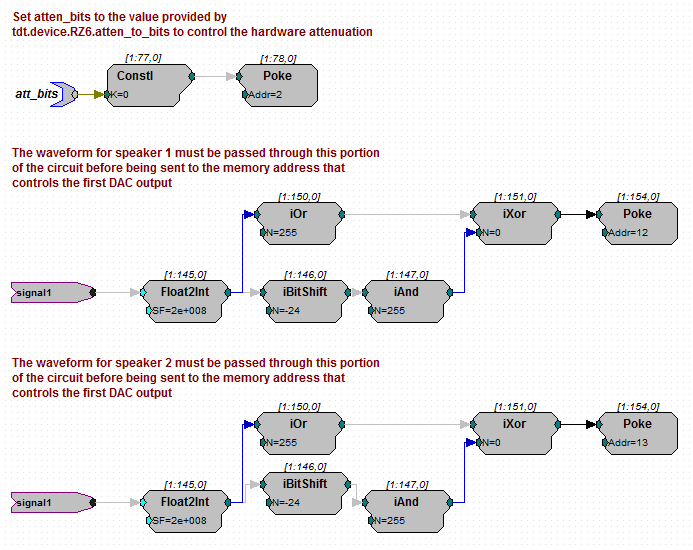 Set atten_bits to the value provided by
tdt.device.RZ6.atten_to_bits to control the hardware attenuation
[1:77,0]
[1:78,0]
ConstI
Poke
att_bits
K=0
Addr=2
The waveform for speaker 1 must be passed through this portion
of the circuit before being sent to the memory address that
controls the first DAC output
[1:150,0]
[1:151,0]
[1:154,0]
iOr
iXor
Poke
N=255
N=0
Addr=12
[1:145,0]
[1:146,0]
[1:147,0]
signal1
Float2Int
iBitShift
iAnd
SF=2e+008
N=-24
N=255
The waveform for speaker 2 must be passed through this portion
of the circuit before being sent to the memory address that
controls the first DAC output
[1:150,0]
[1:151,0]
[1:154,0]
iOr
iXor
Poke
N=255
N=0
Addr=13
[1:145,0]
[1:146,0]
[1:147,0]
signal1
Float2Int
iBitShift
iAnd
SF=2e+008
N=-24
N=255